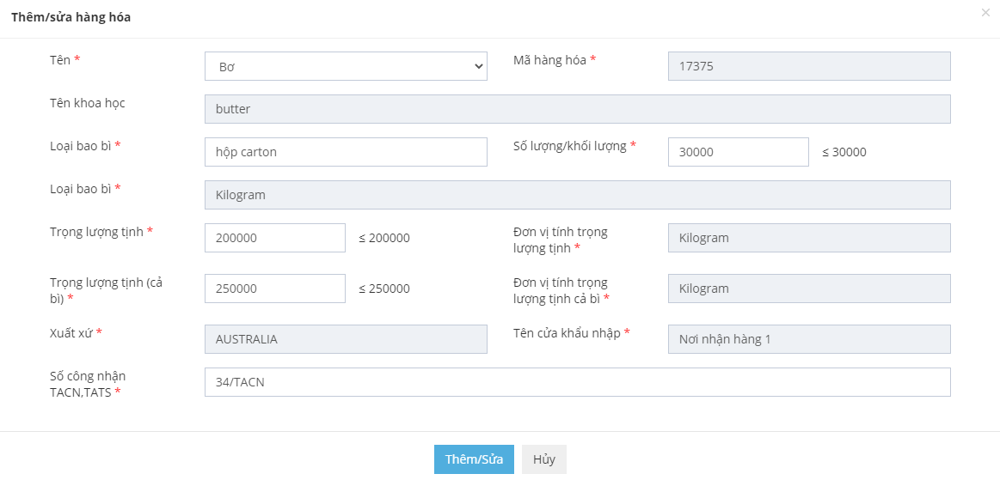 Thêm/sửa hàng hóa
×
Tên *
Bơ
Mã hàng hóa *
17375
Tên khoa học
butter
Loại bao bì *
hộp carton
Số lượng/khối lượng *
30000
≤ 30000
Loại bao bì *
Kilogram
Trọng lượng tịnh *
200000
≤ 200000
Đơn vị tính trọng
lượng tịnh *
Kilogram
Trọng lượng tịnh (cả
bì) *
250000
≤ 250000
Đơn vị tính trọng
lượng tịnh cả bì *
Kilogram
Xuất xứ *
AUSTRALIA
Tên cửa khẩu nhập *
Nơi nhận hàng 1
Số công nhận
TACN,TATS *
34/TACN
Thêm/Sửa
Hủy